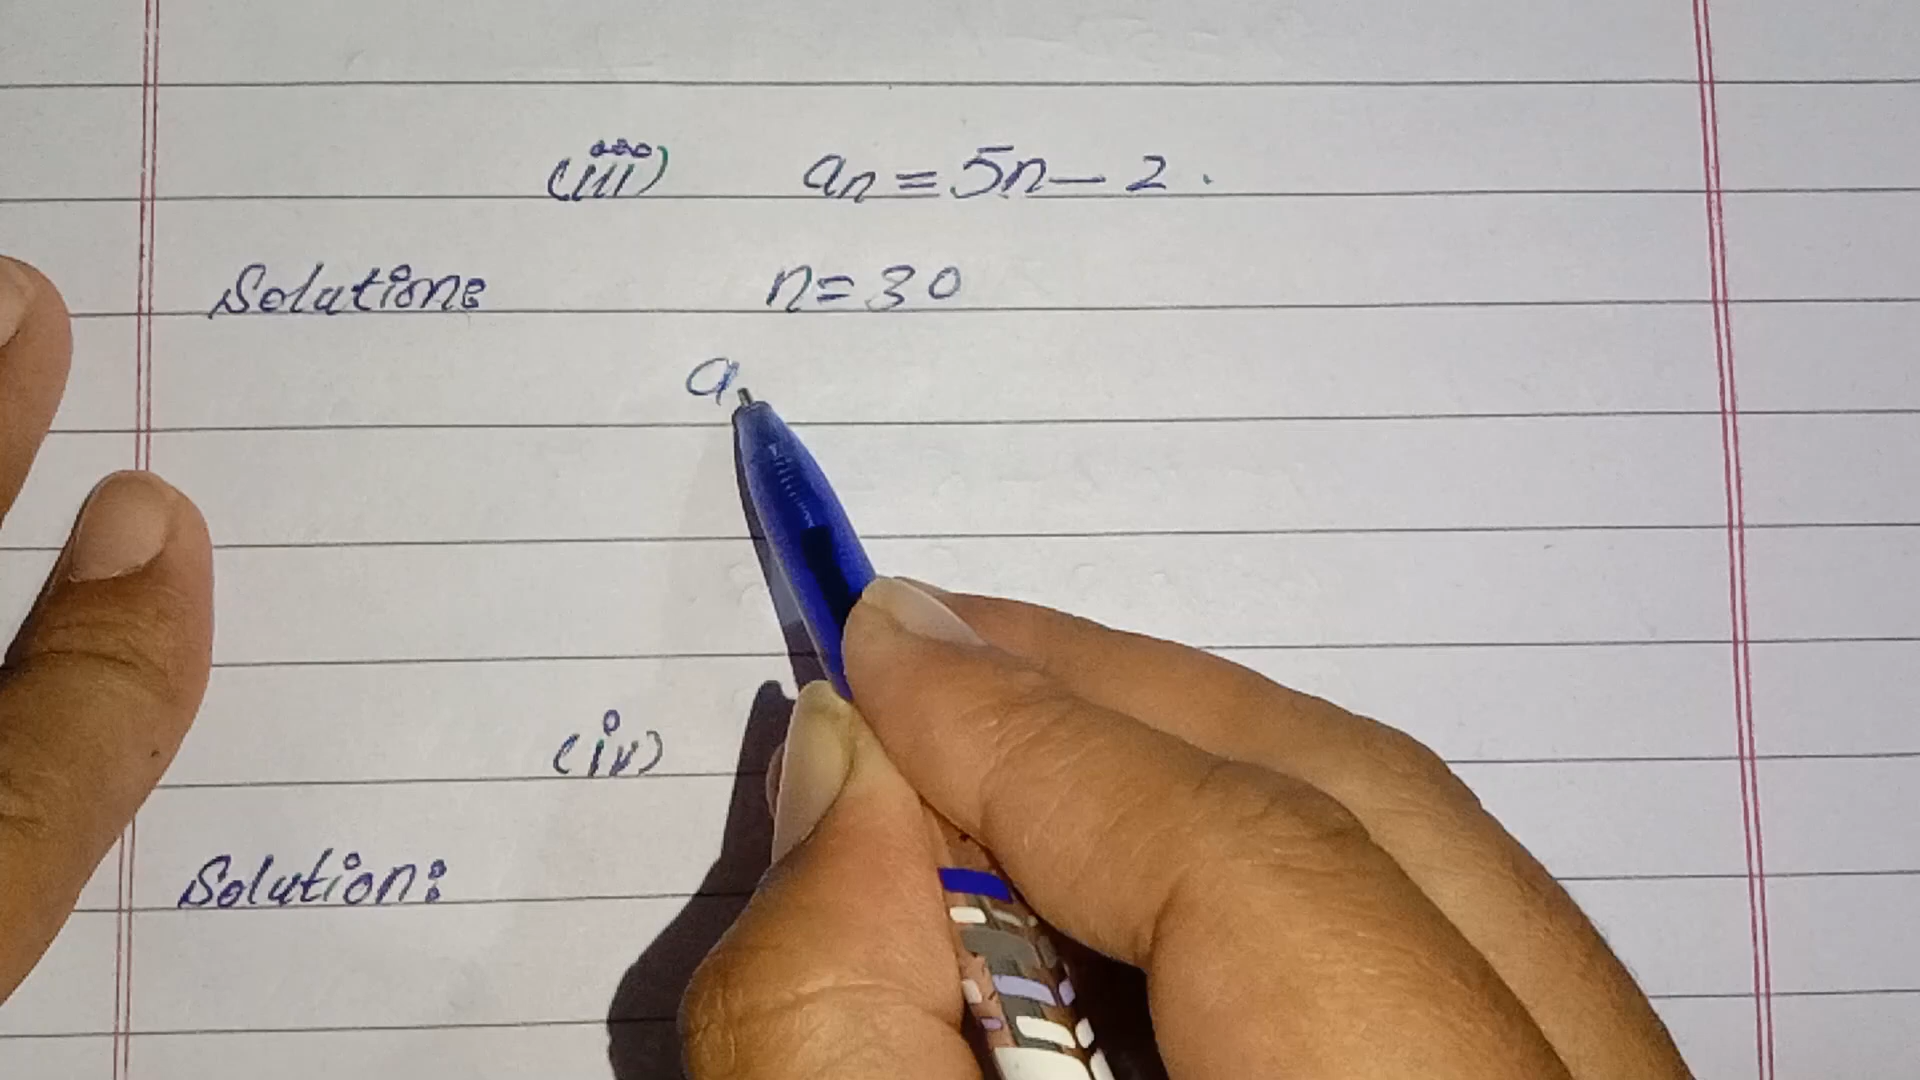 (iii) an = 5n - 2.
Solution: n = 30
a
(iv)
Solution: